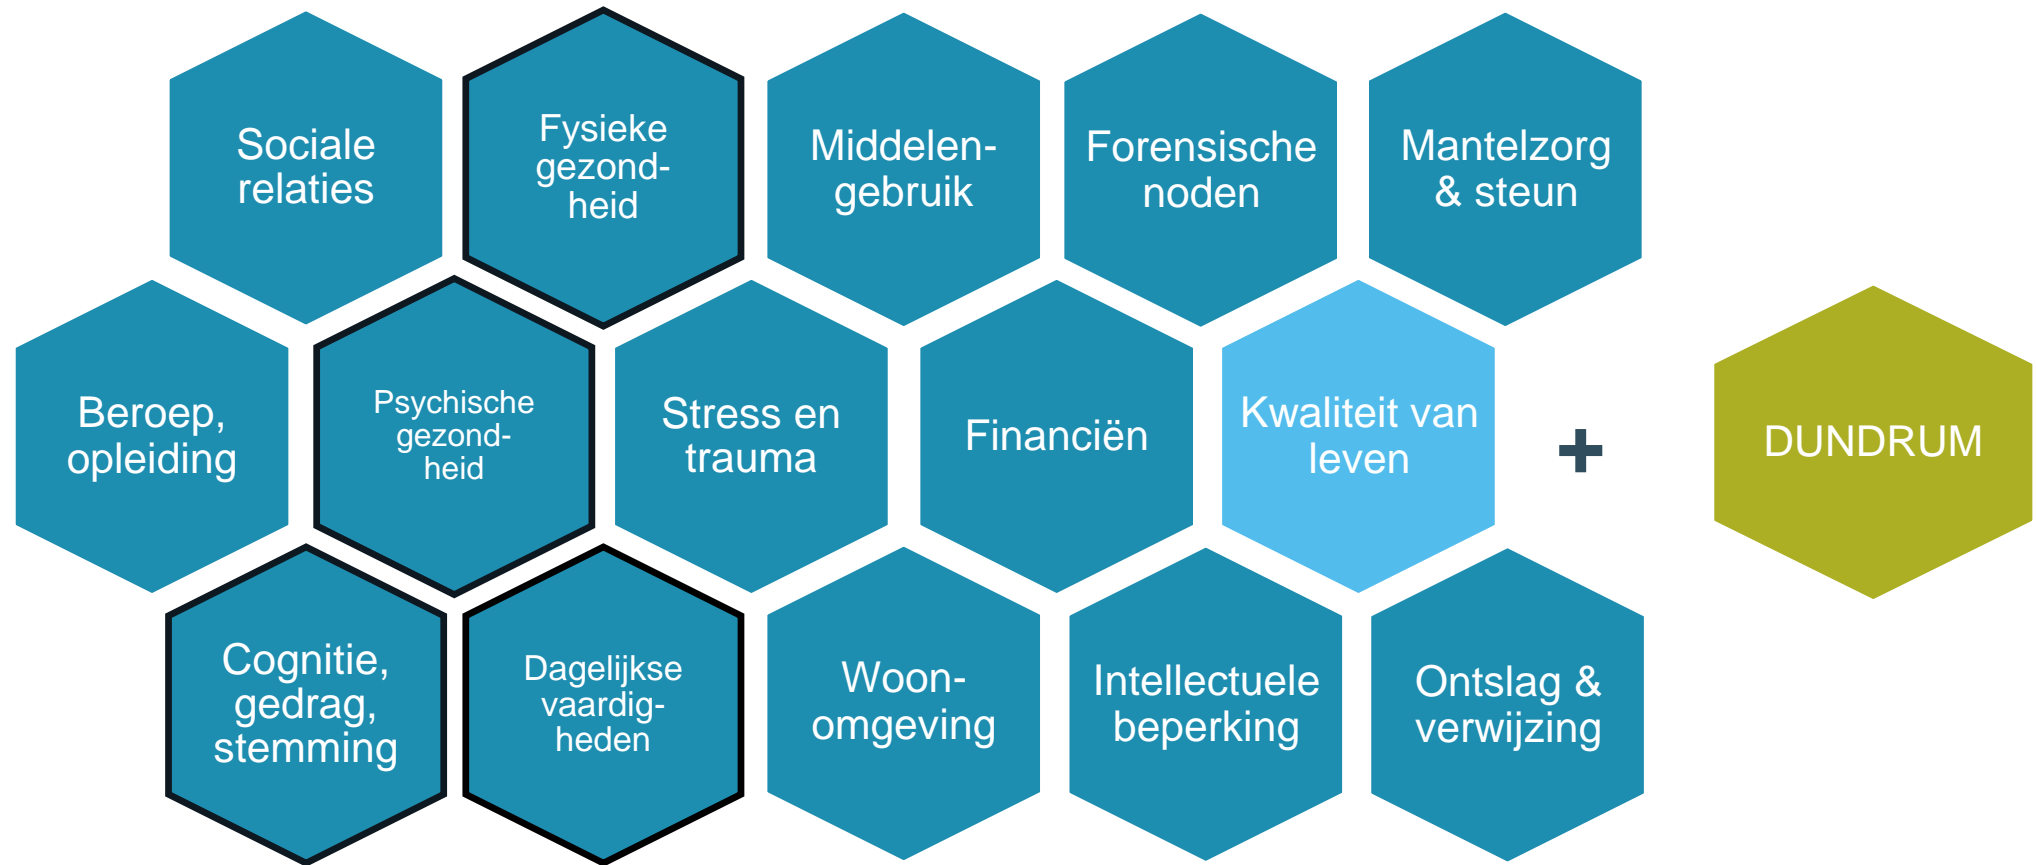 Sociale
relaties
Fysieke
gezond-
heid
Middelen-
gebruik
Forensische
noden
Mantelzorg
& steun
Beroep,
opleiding
Psychische
gezond-
heid
Stress en
trauma
Financiën
Kwaliteit van
leven
+
DUNDRUM
Cognitie,
gedrag,
stemming
Dagelijkse
vaardig-
heden
Woon-
omgeving
Intellectuele
beperking
Ontslag &
verwijzing